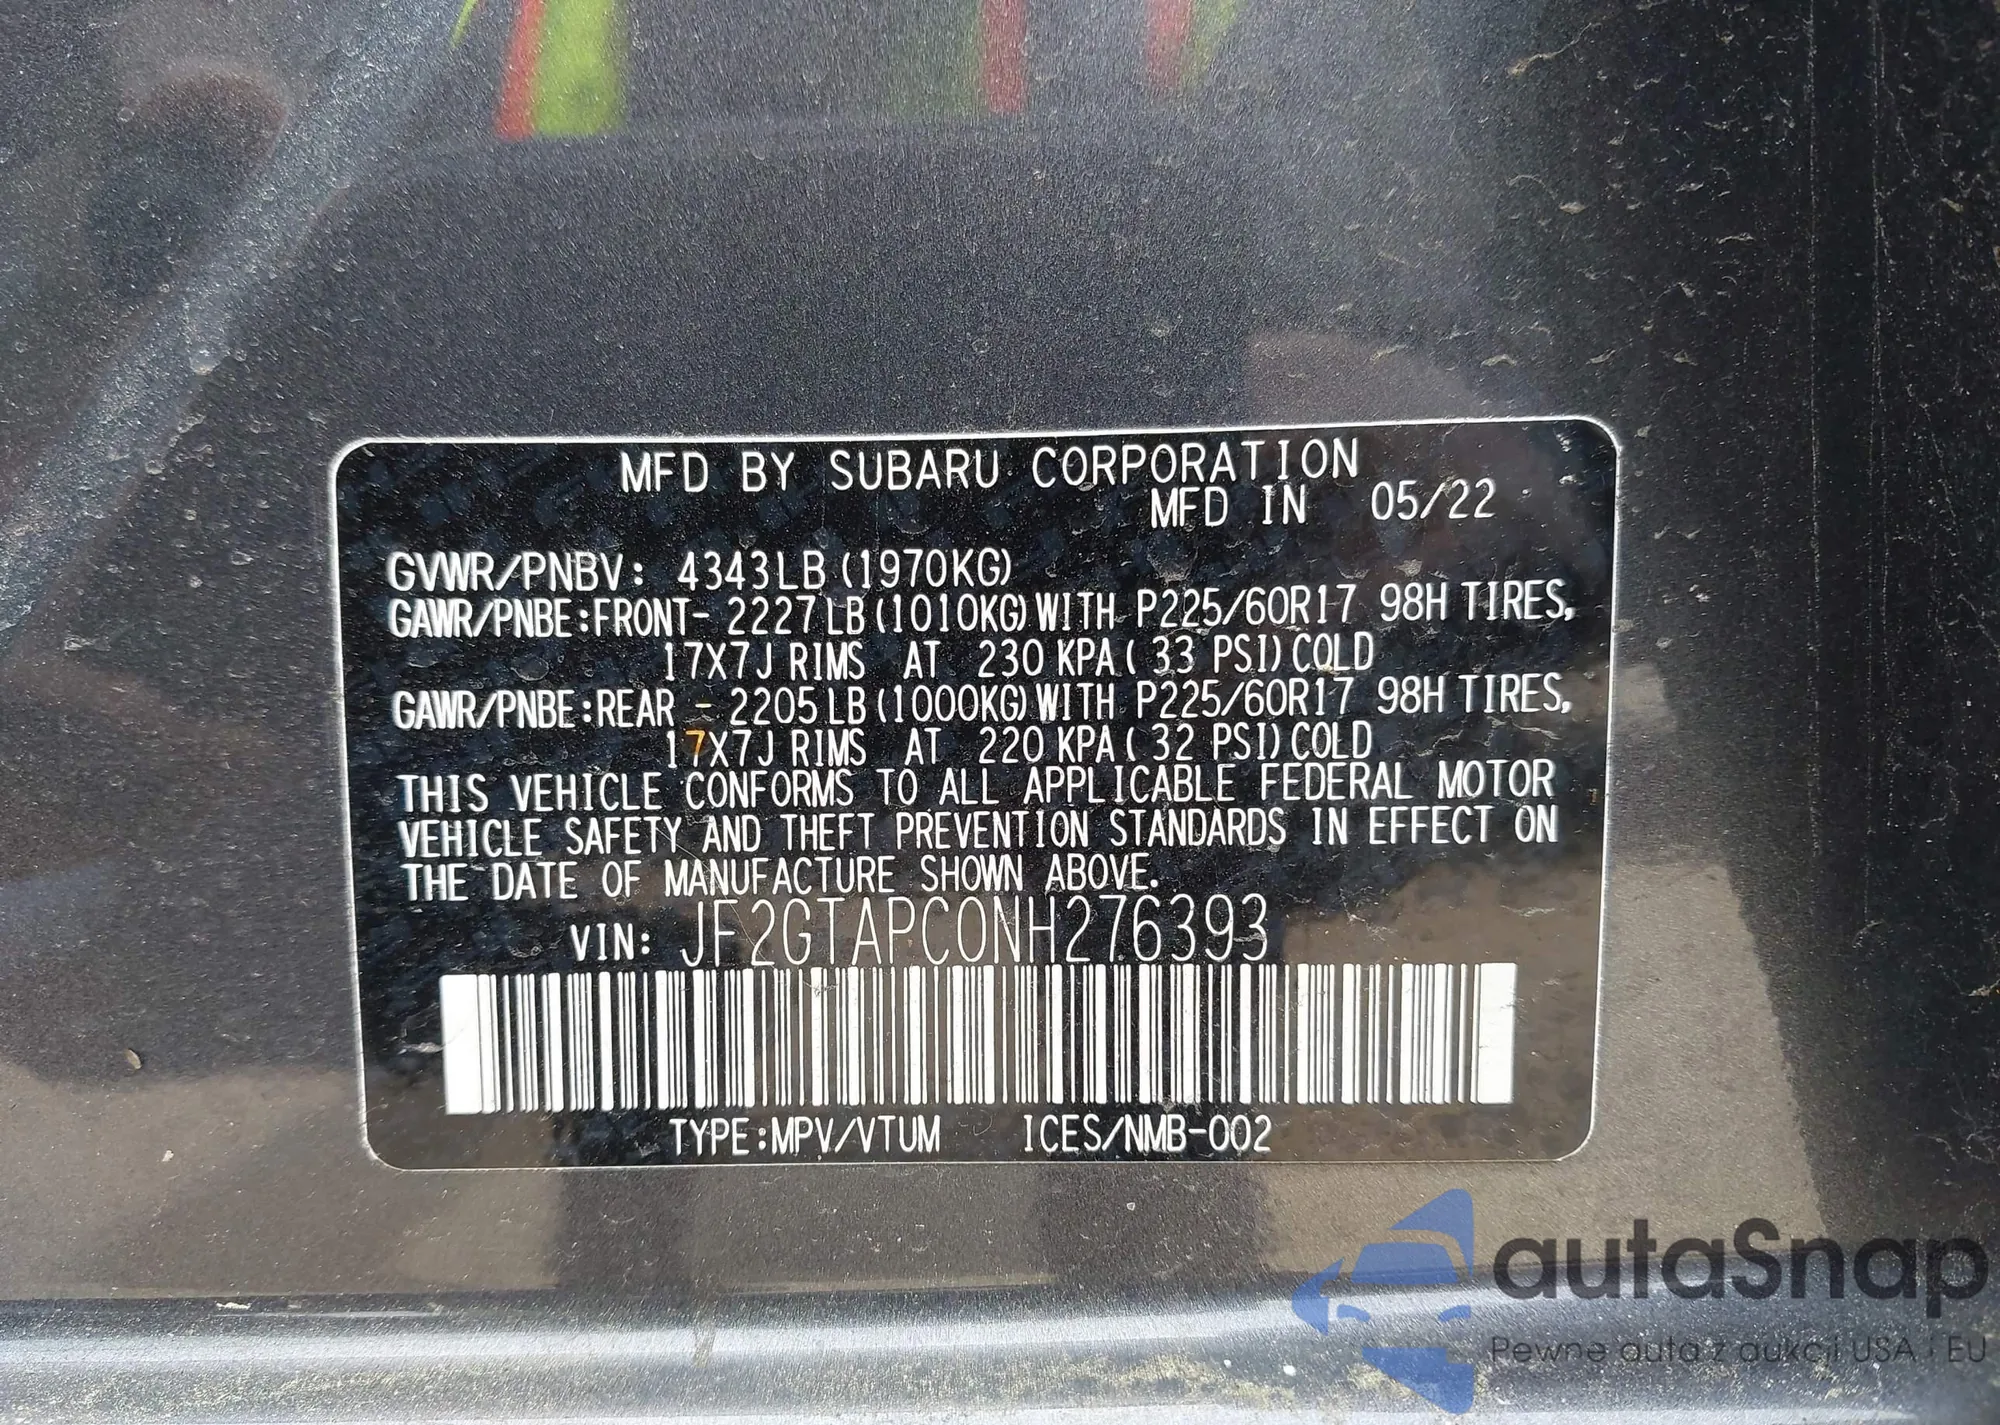 MFD BY SUBARU CORPORATION
MFD IN 05/22
GVWR/PNBV: 4343LB (1970KG)
GAWR/PNBE:FRONT- 2227LB (1010KG) WITH P225/60R17 98H TIRES,
17X7J RIMS AT 230 KPA ( 33 PSI) COLD
GAWR/PNBE:REAR - 2205LB (1000KG) WITH P225/60R17 98H TIRES,
17X7J RIMS AT 220 KPA ( 32 PSI) COLD
THIS VEHICLE CONFORMS TO ALL APPLICABLE FEDERAL MOTOR
VEHICLE SAFETY AND THEFT PREVENTION STANDARDS IN EFFECT ON
THE DATE OF MANUFACTURE SHOWN ABOVE.
VIN: JF2GTAPC0NH276393
TYPE:MPV/VTUM ICES/NMB-002
autaSnap
Pewne auta z aukcji USA i EU